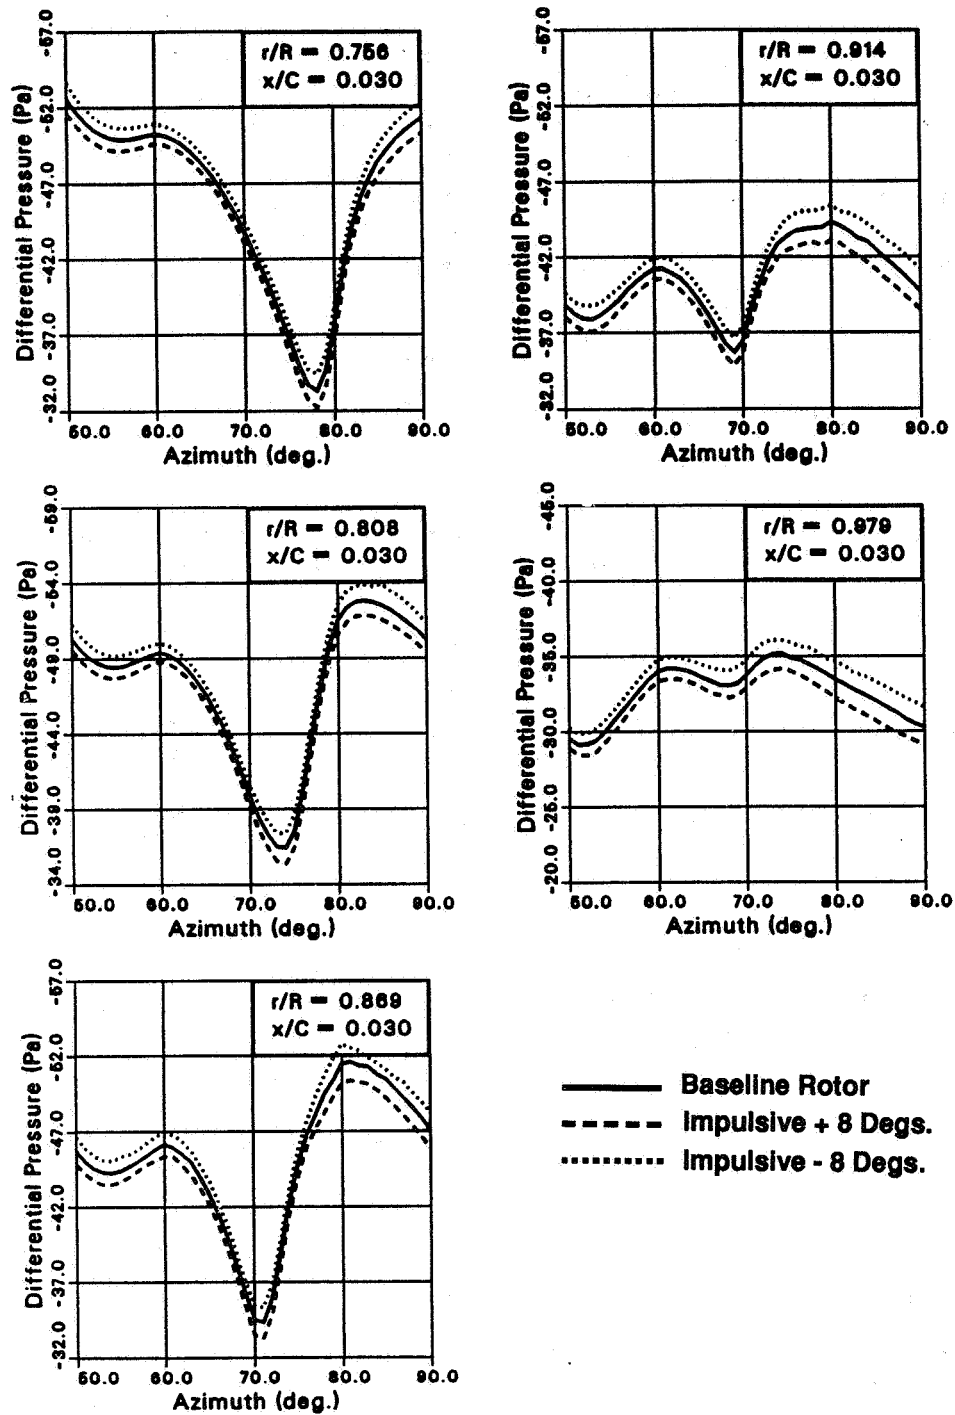 r/R = 0.756
x/C = 0.030
Differential Pressure (Pa)
-57.0
-52.0
-47.0
-42.0
-37.0
-32.0
50.0 60.0 70.0 80.0 90.0
Azimuth (deg.)
r/R = 0.914
x/C = 0.030
Differential Pressure (Pa)
-57.0
-52.0
-47.0
-42.0
-37.0
-32.0
50.0 60.0 70.0 80.0 90.0
Azimuth (deg.)
r/R = 0.808
x/C = 0.030
Differential Pressure (Pa)
-59.0
-54.0
-49.0
-44.0
-39.0
-34.0
50.0 60.0 70.0 80.0 90.0
Azimuth (deg.)
r/R = 0.979
x/C = 0.030
Differential Pressure (Pa)
-45.0
-40.0
-35.0
-30.0
-25.0
-20.0
50.0 60.0 70.0 80.0 90.0
Azimuth (deg.)
r/R = 0.869
x/C = 0.030
Differential Pressure (Pa)
-57.0
-52.0
-47.0
-42.0
-37.0
-32.0
50.0 60.0 70.0 80.0 90.0
Azimuth (deg.)
Baseline Rotor
Impulsive + 8 Degs.
Impulsive - 8 Degs.